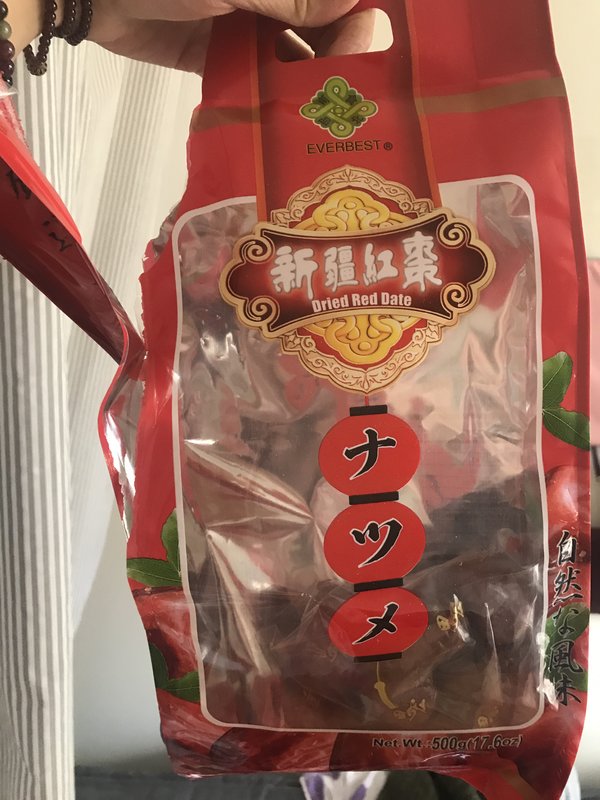 EVERBEST®
新疆紅棗
Dried Red Date
ナツメ
自然な風味
Net.Wt.:500g(17.6oz)